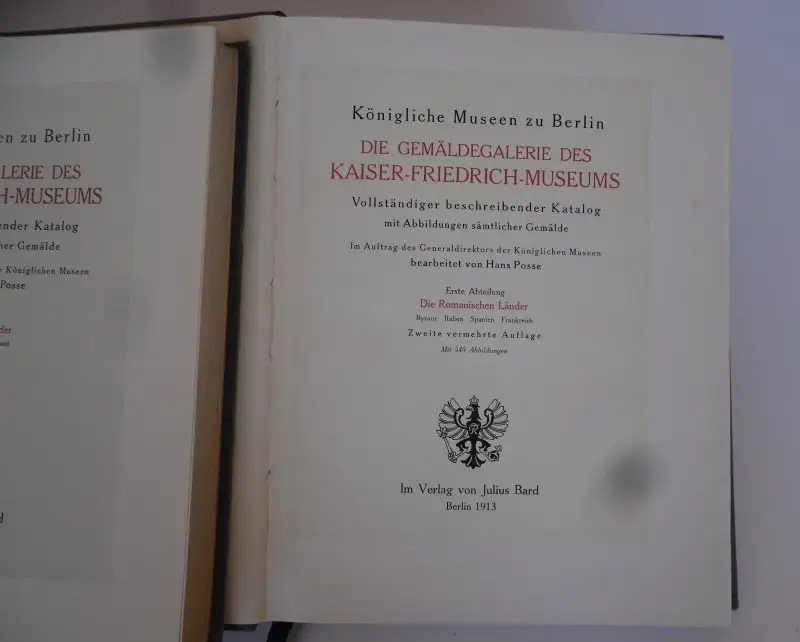 en zu Berlin
LERIE DES
H-MUSEUMS
ender Katalog
cher Gemälde
r Königlichen Museen
Posse
der
d
Königliche Museen zu Berlin
DIE GEMÄLDEGALERIE DES
KAISER-FRIEDRICH-MUSEUMS
Vollständiger beschreibender Katalog
mit Abbildungen sämtlicher Gemälde
Im Auftrag des Generaldirektors der Königlichen Museen
bearbeitet von Hans Posse
Erste Abteilung
Die Romanischen Länder
Byzanz Italien Spanien Frankreich
Zweite vermehrte Auflage
Mit 545 Abbildungen
Im Verlag von Julius Bard
Berlin 1913